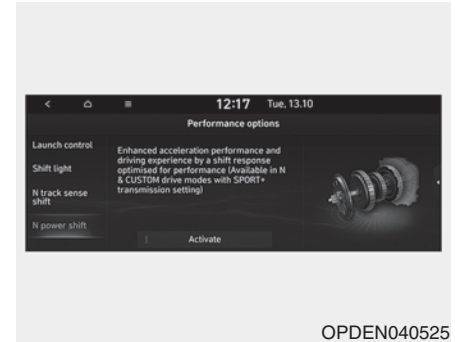 12:17 Tue, 13.10
Performance options
Launch control
Shift light
N track sense
shift
N power shift
Enhanced acceleration performance and
driving experience by a shift response
optimised for performance (Available in N
& CUSTOM drive modes with SPORT+
transmission setting)
Activate
OPDEN040525